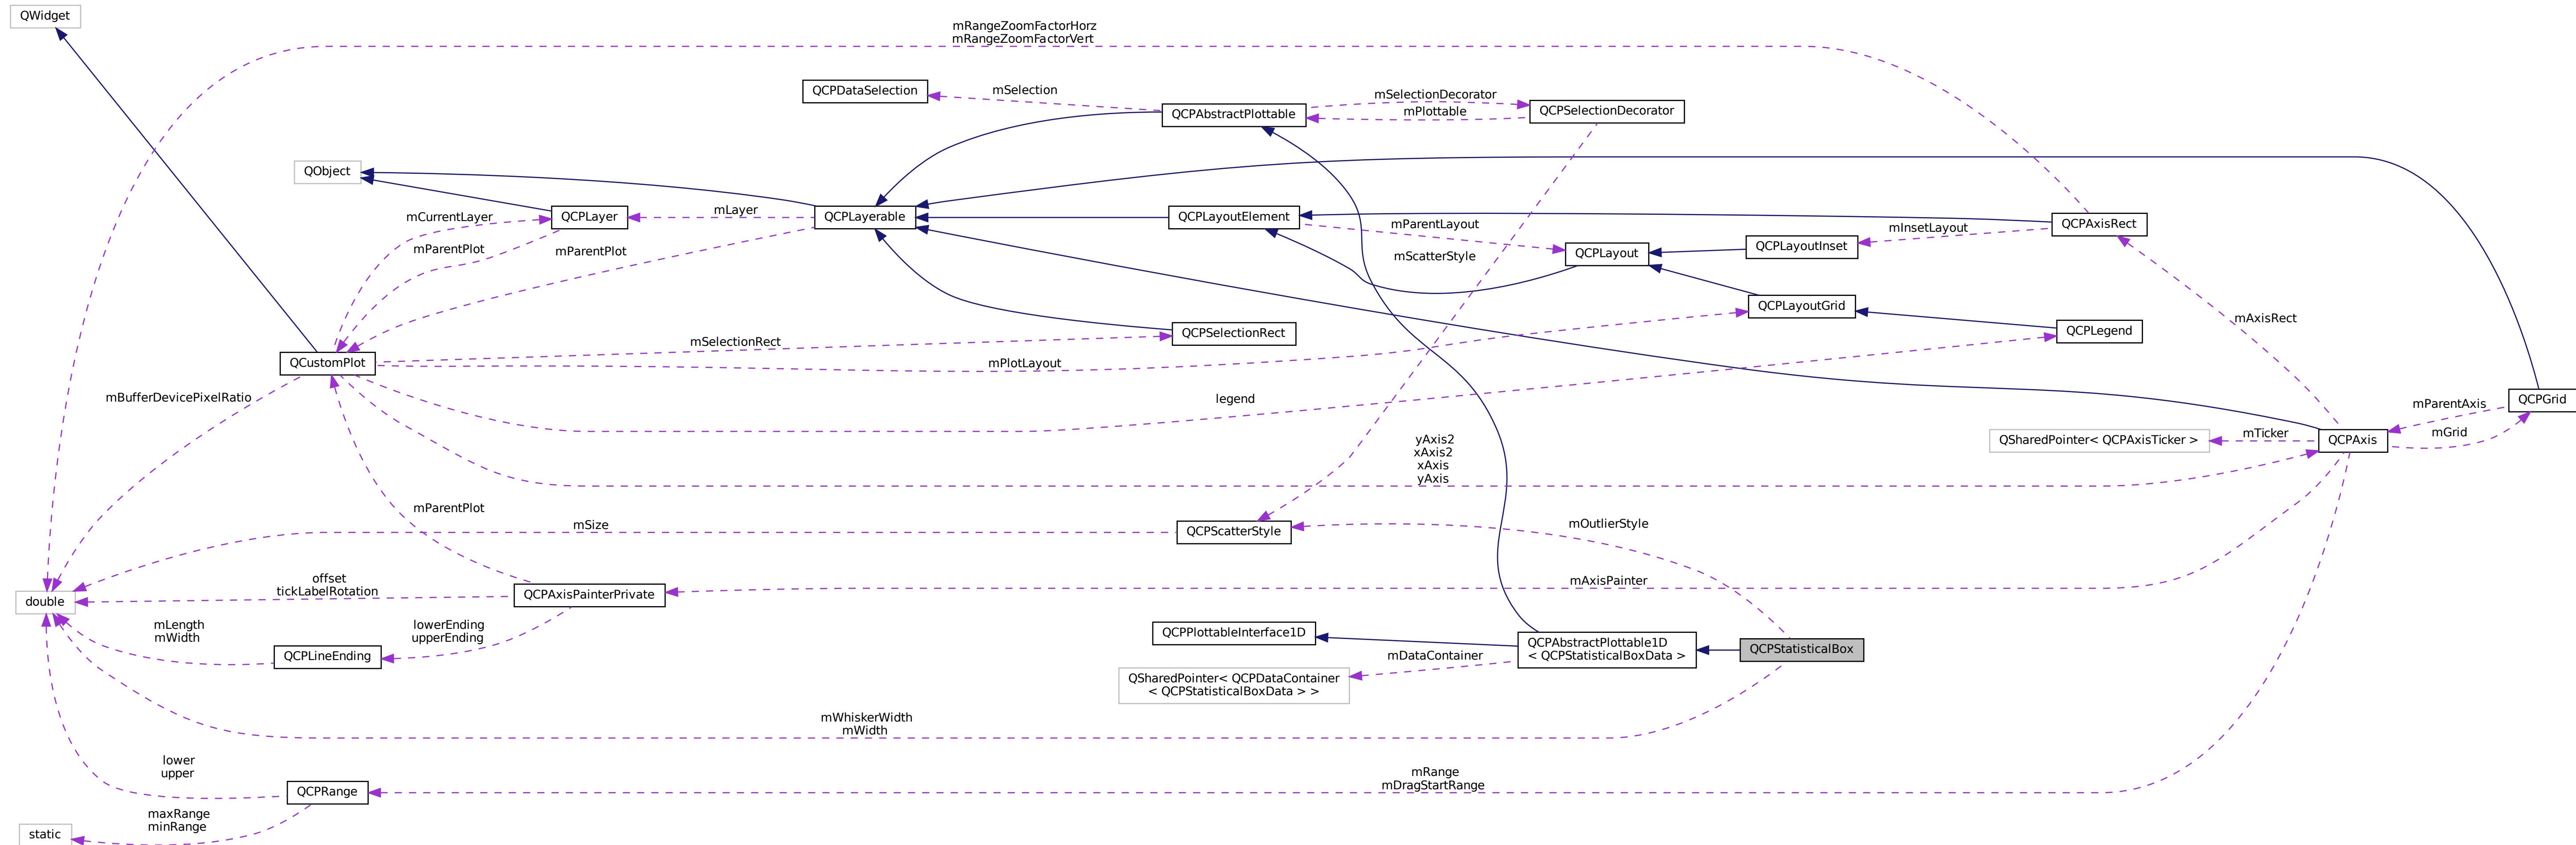 QWidget
mRangeZoomFactorHorz
mRangeZoomFactorVert
QCPDataSelection
mSelection
QCPAbstractPlottable
mSelectionDecorator
mPlottable
QCPSelectionDecorator
QObject
mCurrentLayer
QCPLayer
mLayer
QCPLayerable
QCPLayoutElement
mParentLayout
mScatterStyle
QCPLayout
QCPLayoutInset
mInsetLayout
QCPAxisRect
mParentPlot
mParentPlot
QCPLayoutGrid
QCPLegend
mAxisRect
QCustomPlot
mSelectionRect
QCPSelectionRect
mPlotLayout
legend
mBufferDevicePixelRatio
QCPGrid
mParentAxis
mGrid
QCPAxis
mTicker
QSharedPointer< QCPAxisTicker >
yAxis2
xAxis2
xAxis
yAxis
mParentPlot
mSize
QCPScatterStyle
mOutlierStyle
double
offset
tickLabelRotation
QCPAxisPainterPrivate
mAxisPainter
mLength
mWidth
QCPLineEnding
lowerEnding
upperEnding
QCPPlottableInterface1D
QCPAbstractPlottable1D
< QCPStatisticalBoxData >
QCPStatisticalBox
mDataContainer
QSharedPointer< QCPDataContainer
< QCPStatisticalBoxData > >
mWhiskerWidth
mWidth
lower
upper
QCPRange
mRange
mDragStartRange
maxRange
minRange
static